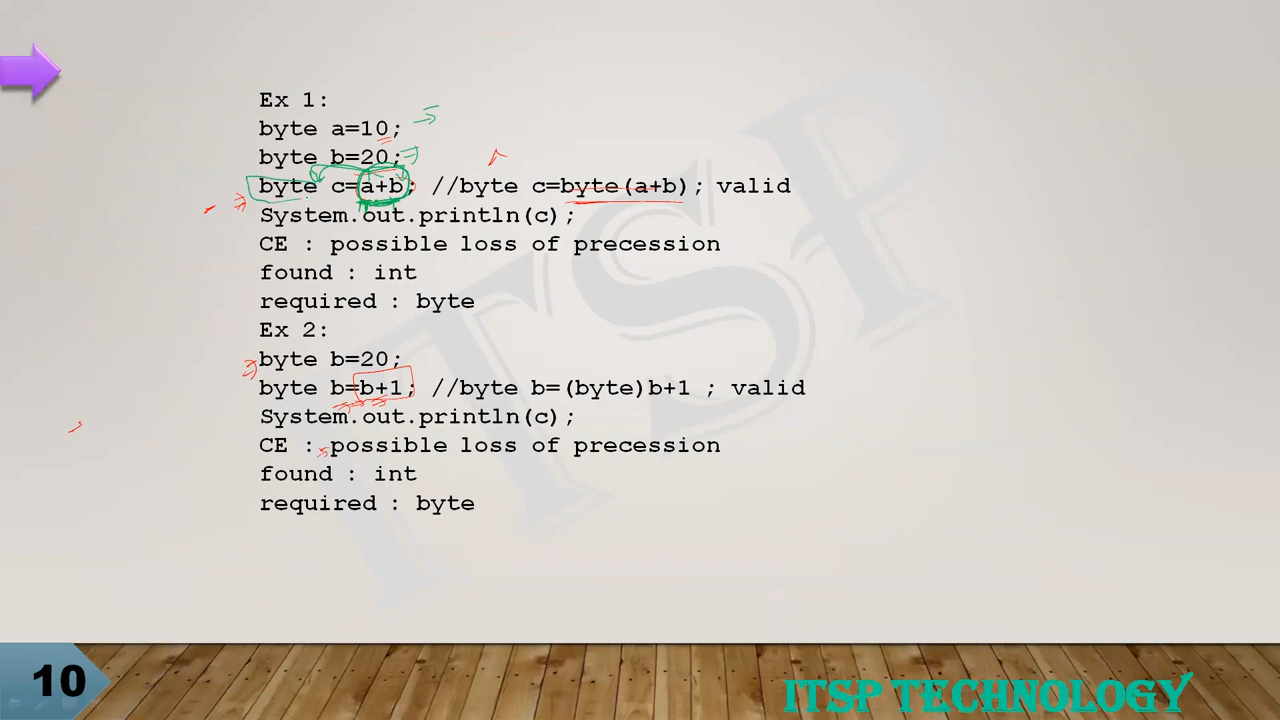 Ex 1:
byte a=10;
byte b=20;
byte c=a+b; //byte c=byte(a+b); valid
System.out.println(c);
CE : possible loss of precession
found : int
required : byte
Ex 2:
byte b=20;
byte b=b+1; //byte b=(byte)b+1 ; valid
System.out.println(c);
CE : possible loss of precession
found : int
required : byte
ITSP
10
ITSP TECHNOLOGY